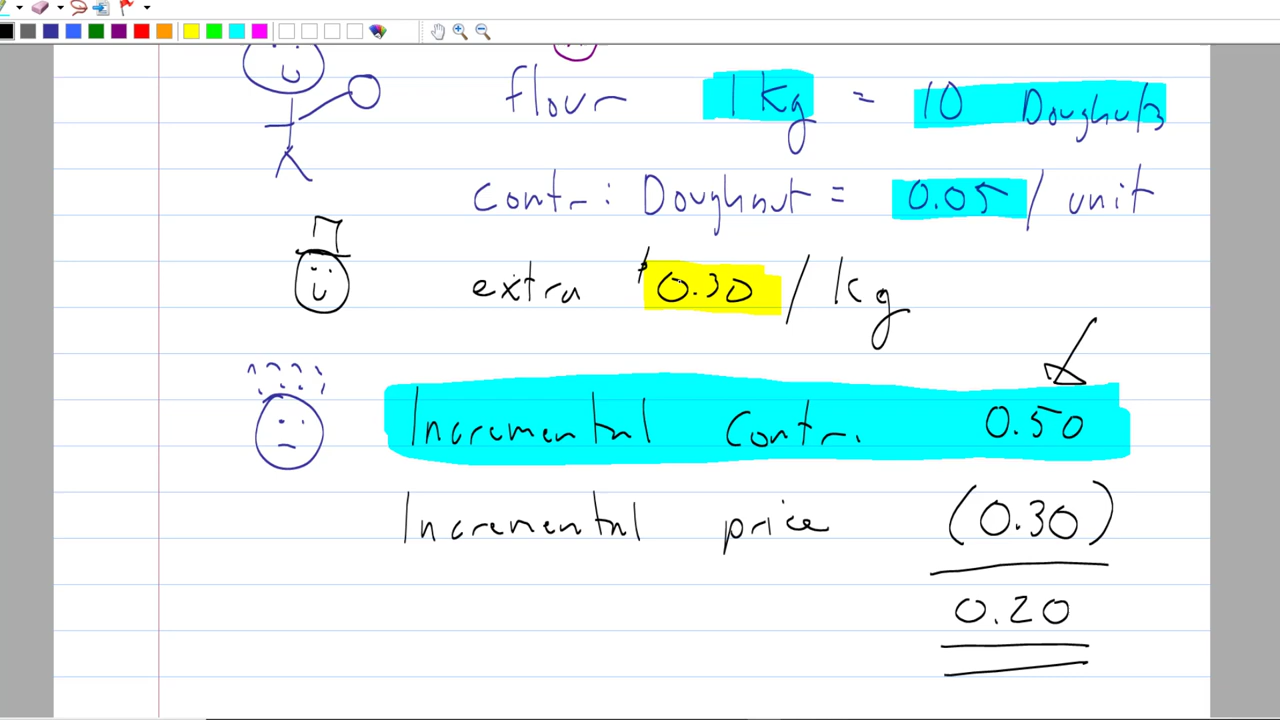 flour 1 kg = 10 Doughnuts
contr: Doughnut = 0.05 / unit
extra $0.30 / kg
Incremental contr. 0.50
Incremental price (0.30)
0.20